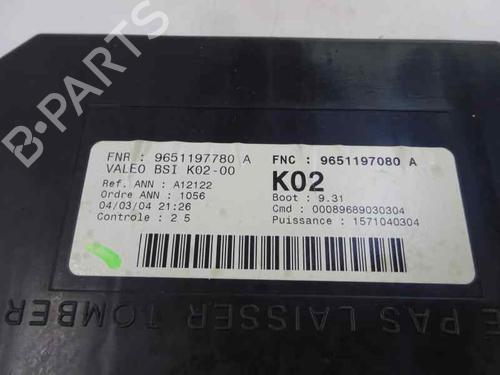 FNR : 9651197780 A
FNC : 9651197080 A
VALEO BSI K02-00
K02
Ref. ANN : A12122
Boot : 9.31
Ordre ANN : 1056
Cmd : 00089689030304
04/03/04 21:26
Puissance : 1571040304
Controle : 2 5
E PAS LAISSER TOMBER
B-PARTS